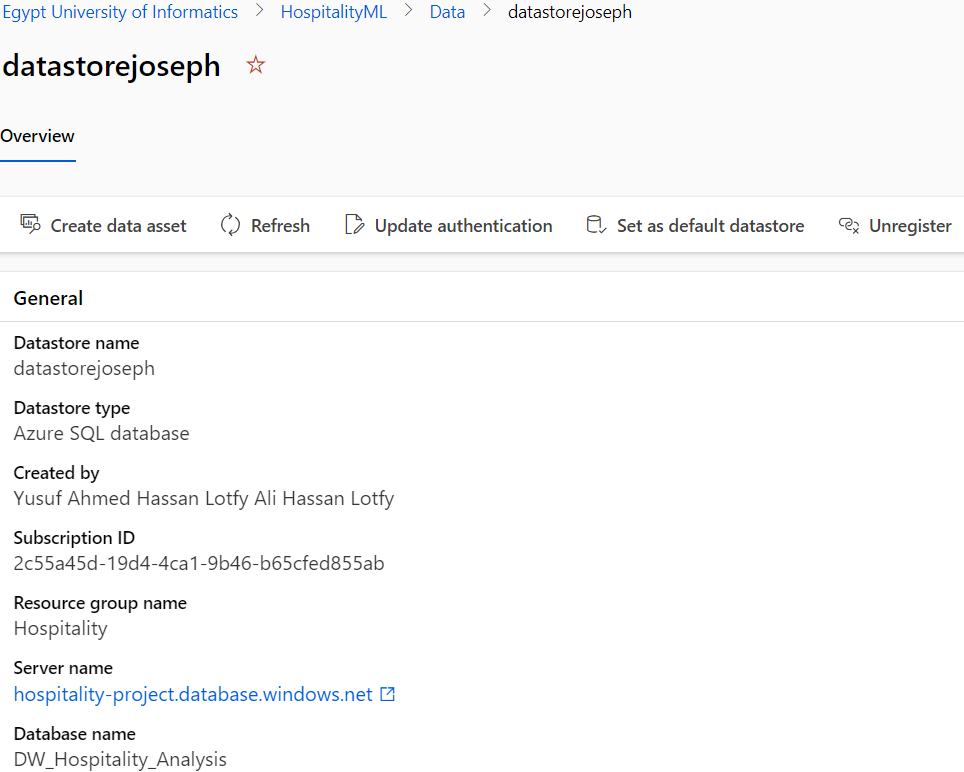 Egypt University of Informatics > HospitalityML > Data > datastorejoseph
datastorejoseph
Overview
Create data asset Refresh Update authentication Set as default datastore Unregister
General
Datastore name
datastorejoseph
Datastore type
Azure SQL database
Created by
Yusuf Ahmed Hassan Lotfy Ali Hassan Lotfy
Subscription ID
2c55a45d-19d4-4ca1-9b46-b65cfed855ab
Resource group name
Hospitality
Server name
hospitality-project.database.windows.net
Database name
DW_Hospitality_Analysis